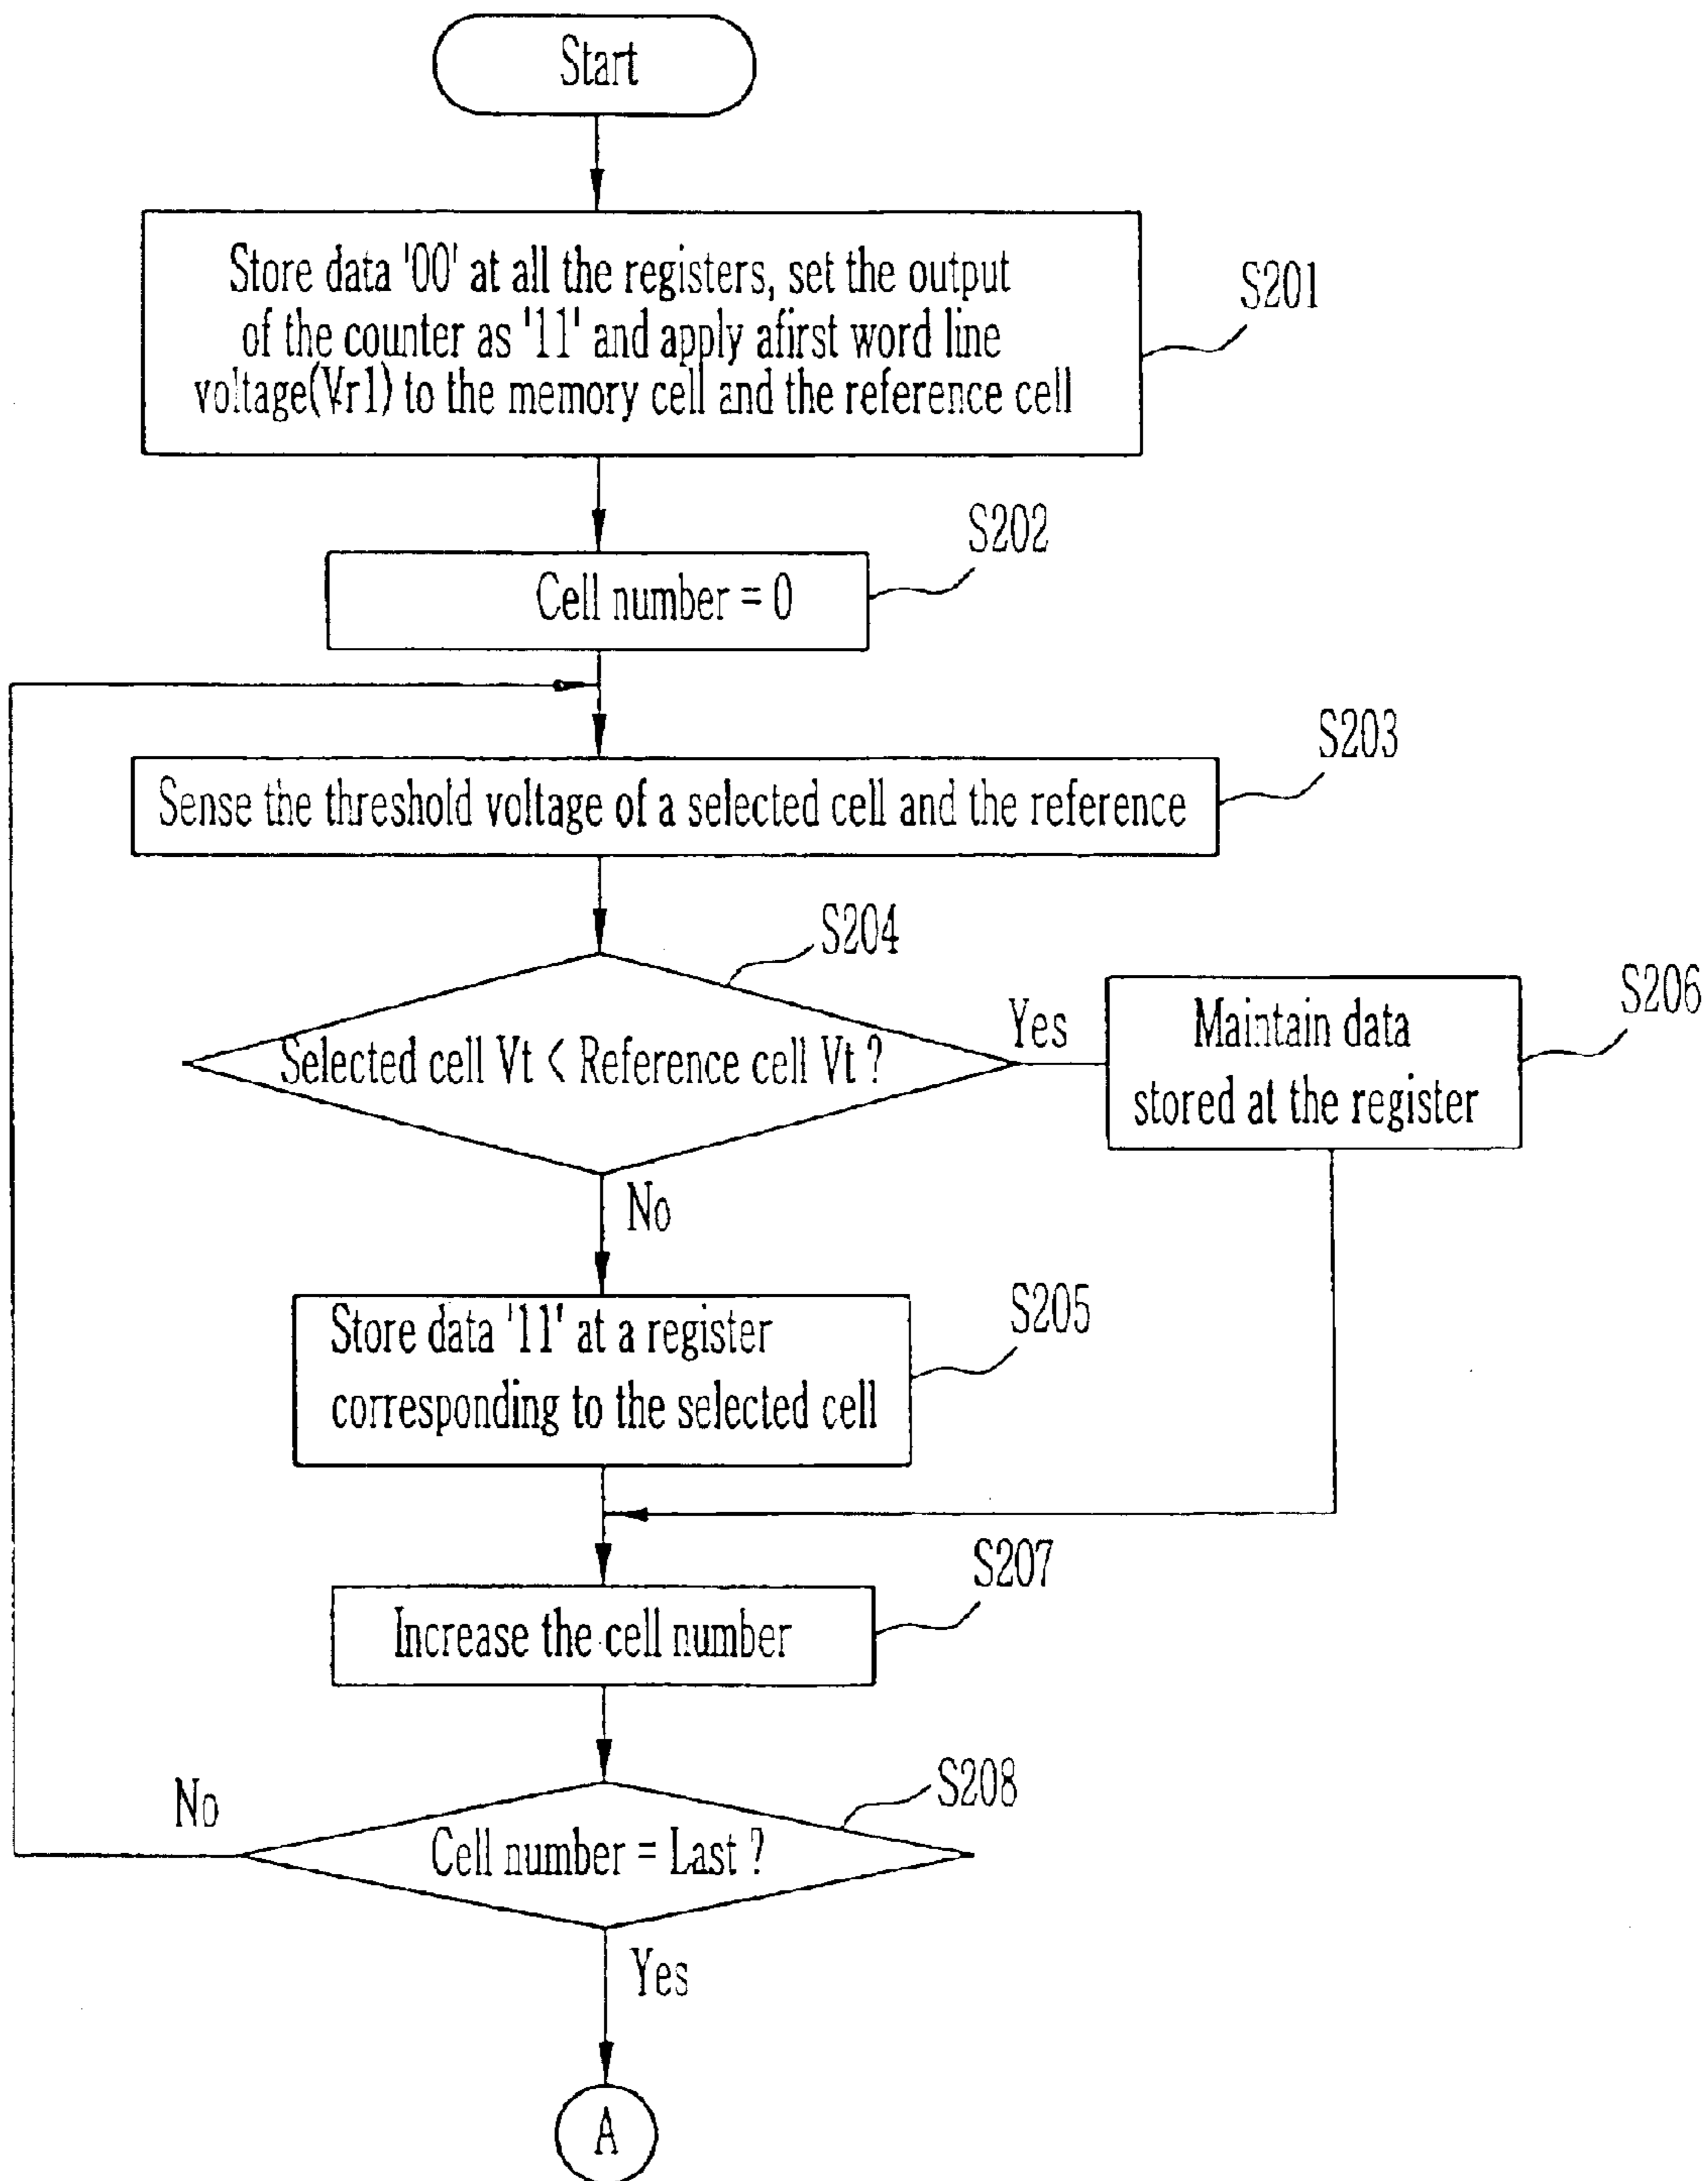 Start
Store data '00' at all the registers, set the output
of the counter as '11' and apply afirst word line
voltage(Vr1) to the memory cell and the reference cell
S201
S202
Cell number = 0
S203
Sense the threshold voltage of a selected cell and the reference
S204
Selected cell Vt < Reference cell Vt ?
Yes
Maintain data
stored at the register
S206
No
Store data '11' at a register
corresponding to the selected cell
S205
S207
Increase the cell number
S208
No
Cell number = Last ?
Yes
A